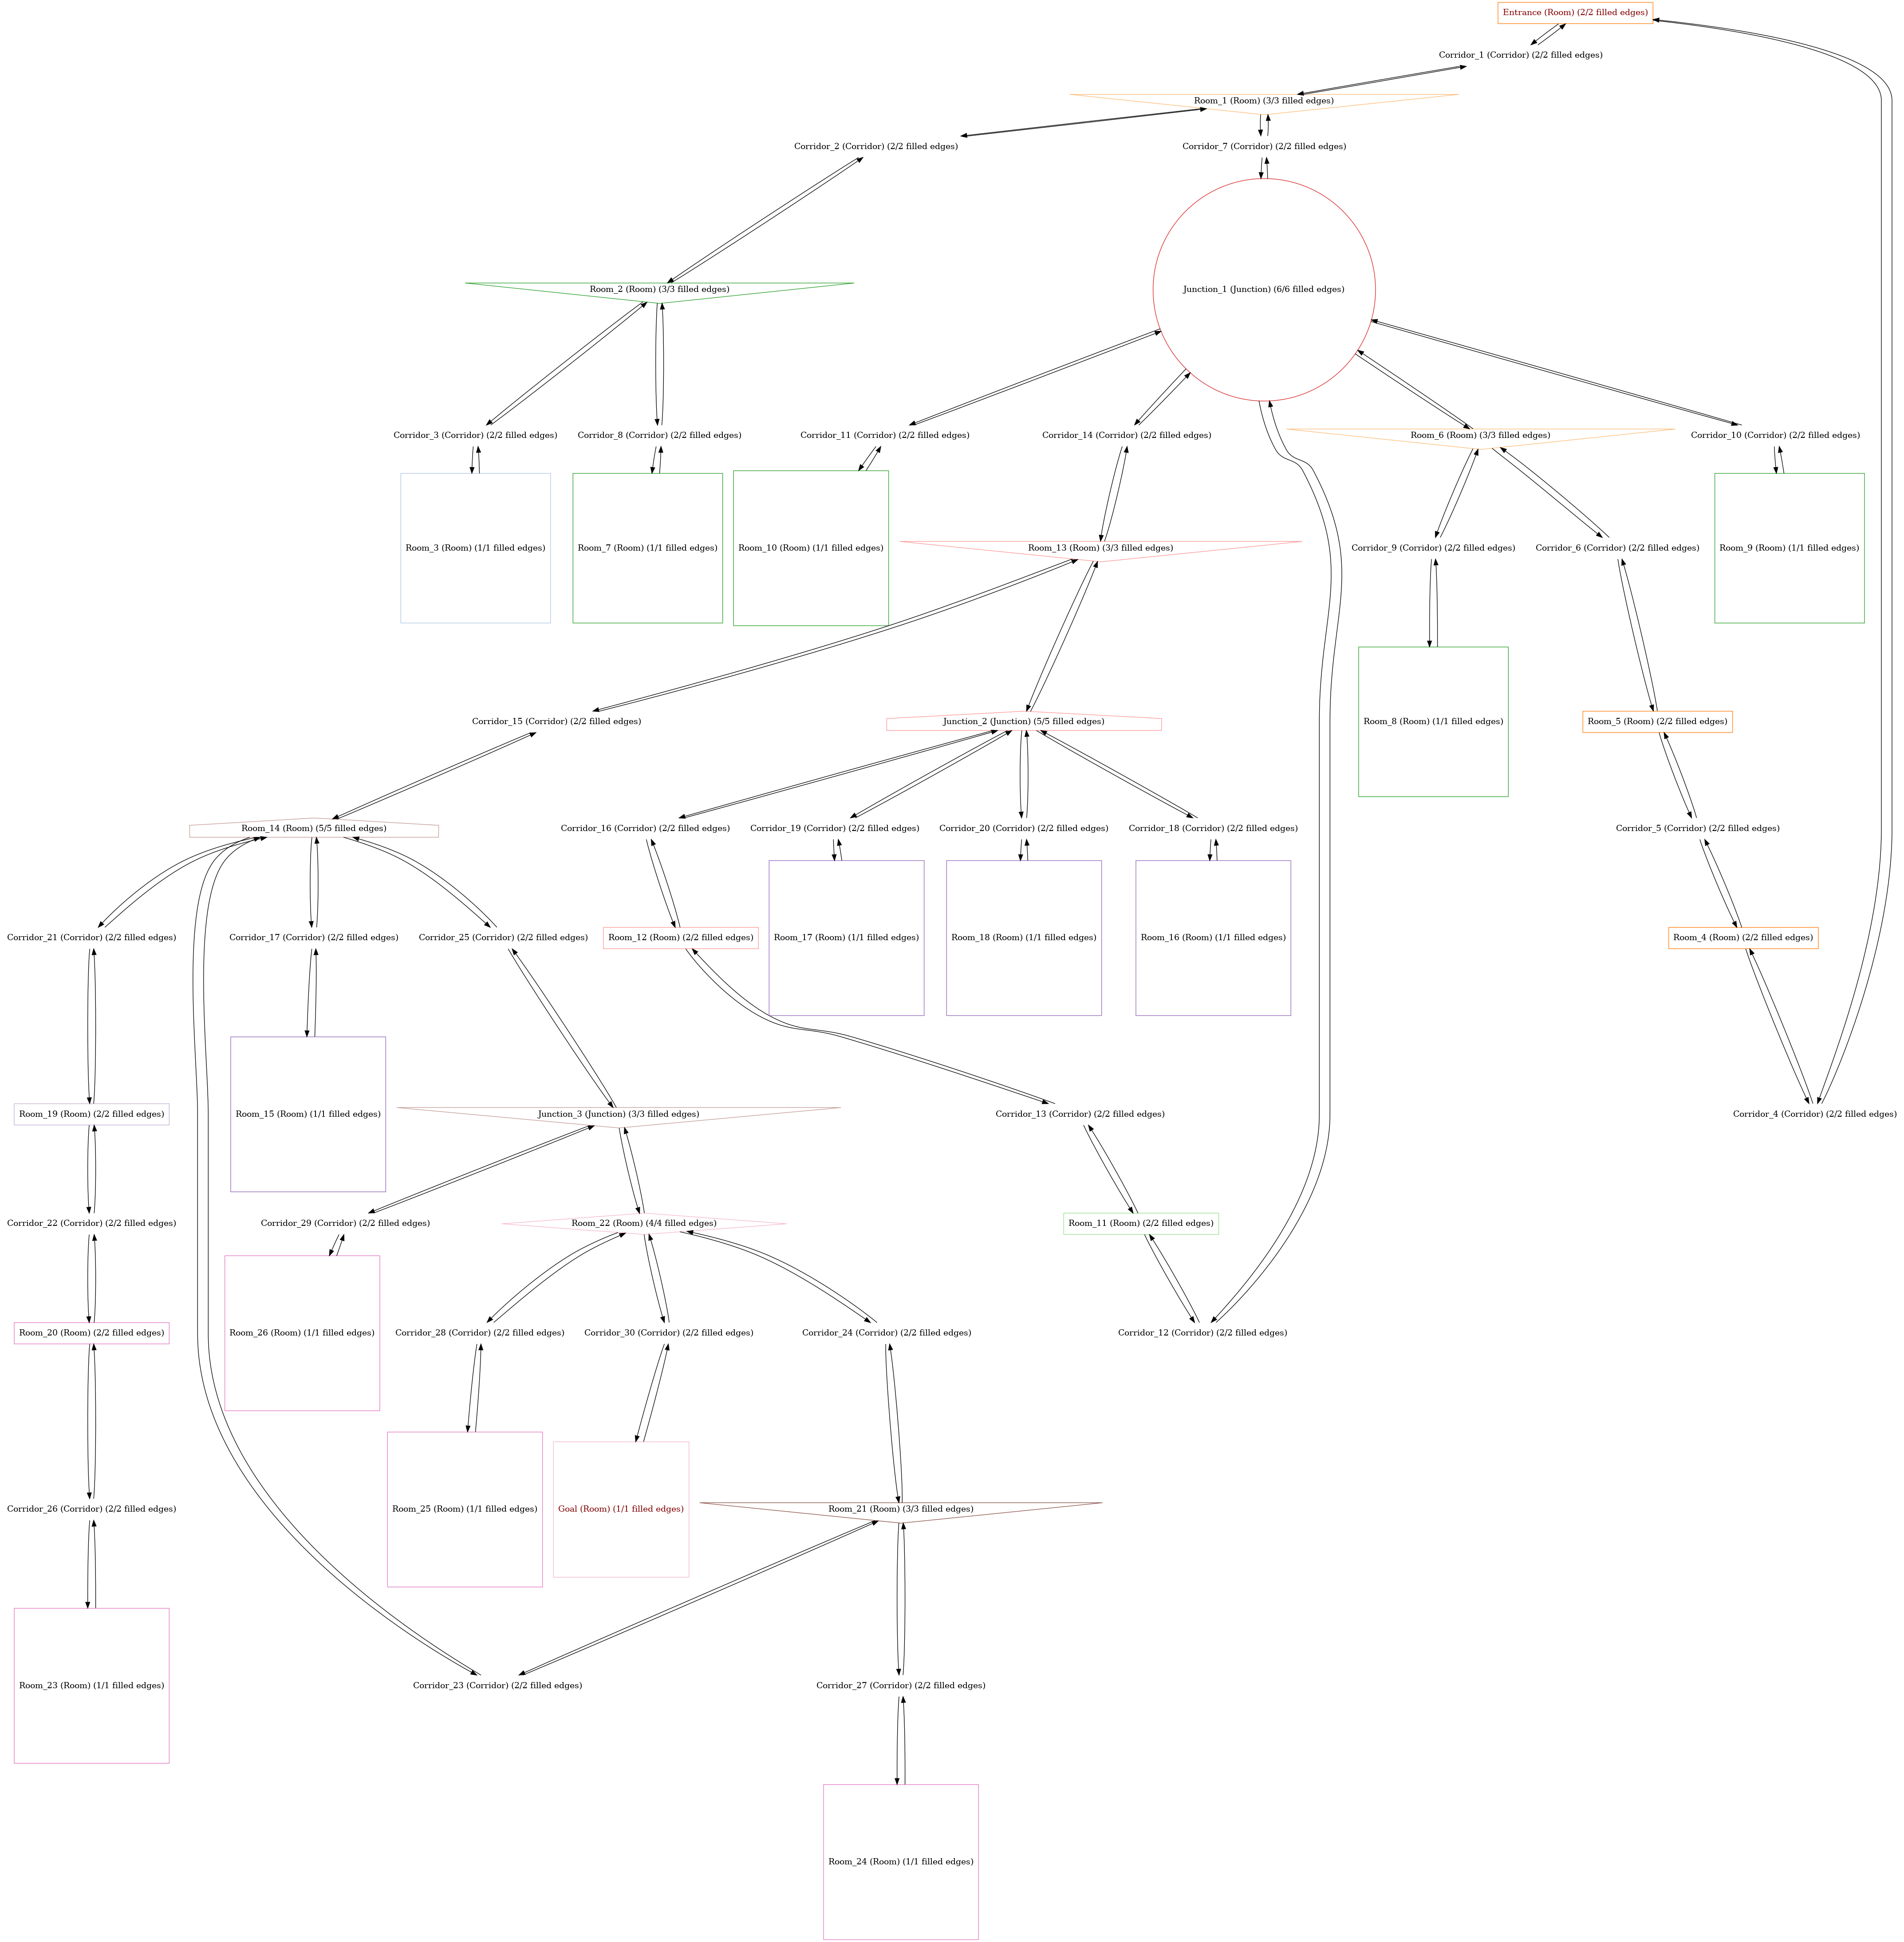 Entrance (Room) (2/2 filled edges)
Corridor_1 (Corridor) (2/2 filled edges)
Room_1 (Room) (3/3 filled edges)
Corridor_2 (Corridor) (2/2 filled edges)
Corridor_7 (Corridor) (2/2 filled edges)
Room_2 (Room) (3/3 filled edges)
Junction_1 (Junction) (6/6 filled edges)
Corridor_3 (Corridor) (2/2 filled edges)
Corridor_8 (Corridor) (2/2 filled edges)
Corridor_11 (Corridor) (2/2 filled edges)
Corridor_14 (Corridor) (2/2 filled edges)
Room_6 (Room) (3/3 filled edges)
Corridor_10 (Corridor) (2/2 filled edges)
Room_3 (Room) (1/1 filled edges)
Room_7 (Room) (1/1 filled edges)
Room_10 (Room) (1/1 filled edges)
Room_13 (Room) (3/3 filled edges)
Corridor_9 (Corridor) (2/2 filled edges)
Corridor_6 (Corridor) (2/2 filled edges)
Room_9 (Room) (1/1 filled edges)
Corridor_15 (Corridor) (2/2 filled edges)
Junction_2 (Junction) (5/5 filled edges)
Room_8 (Room) (1/1 filled edges)
Room_5 (Room) (2/2 filled edges)
Room_14 (Room) (5/5 filled edges)
Corridor_16 (Corridor) (2/2 filled edges)
Corridor_19 (Corridor) (2/2 filled edges)
Corridor_20 (Corridor) (2/2 filled edges)
Corridor_18 (Corridor) (2/2 filled edges)
Corridor_5 (Corridor) (2/2 filled edges)
Corridor_21 (Corridor) (2/2 filled edges)
Corridor_17 (Corridor) (2/2 filled edges)
Corridor_25 (Corridor) (2/2 filled edges)
Room_12 (Room) (2/2 filled edges)
Room_17 (Room) (1/1 filled edges)
Room_18 (Room) (1/1 filled edges)
Room_16 (Room) (1/1 filled edges)
Room_4 (Room) (2/2 filled edges)
Room_19 (Room) (2/2 filled edges)
Room_15 (Room) (1/1 filled edges)
Junction_3 (Junction) (3/3 filled edges)
Corridor_13 (Corridor) (2/2 filled edges)
Corridor_4 (Corridor) (2/2 filled edges)
Corridor_22 (Corridor) (2/2 filled edges)
Corridor_29 (Corridor) (2/2 filled edges)
Room_22 (Room) (4/4 filled edges)
Room_11 (Room) (2/2 filled edges)
Room_20 (Room) (2/2 filled edges)
Room_26 (Room) (1/1 filled edges)
Corridor_28 (Corridor) (2/2 filled edges)
Corridor_30 (Corridor) (2/2 filled edges)
Corridor_24 (Corridor) (2/2 filled edges)
Corridor_12 (Corridor) (2/2 filled edges)
Corridor_26 (Corridor) (2/2 filled edges)
Room_25 (Room) (1/1 filled edges)
Goal (Room) (1/1 filled edges)
Room_21 (Room) (3/3 filled edges)
Room_23 (Room) (1/1 filled edges)
Corridor_23 (Corridor) (2/2 filled edges)
Corridor_27 (Corridor) (2/2 filled edges)
Room_24 (Room) (1/1 filled edges)